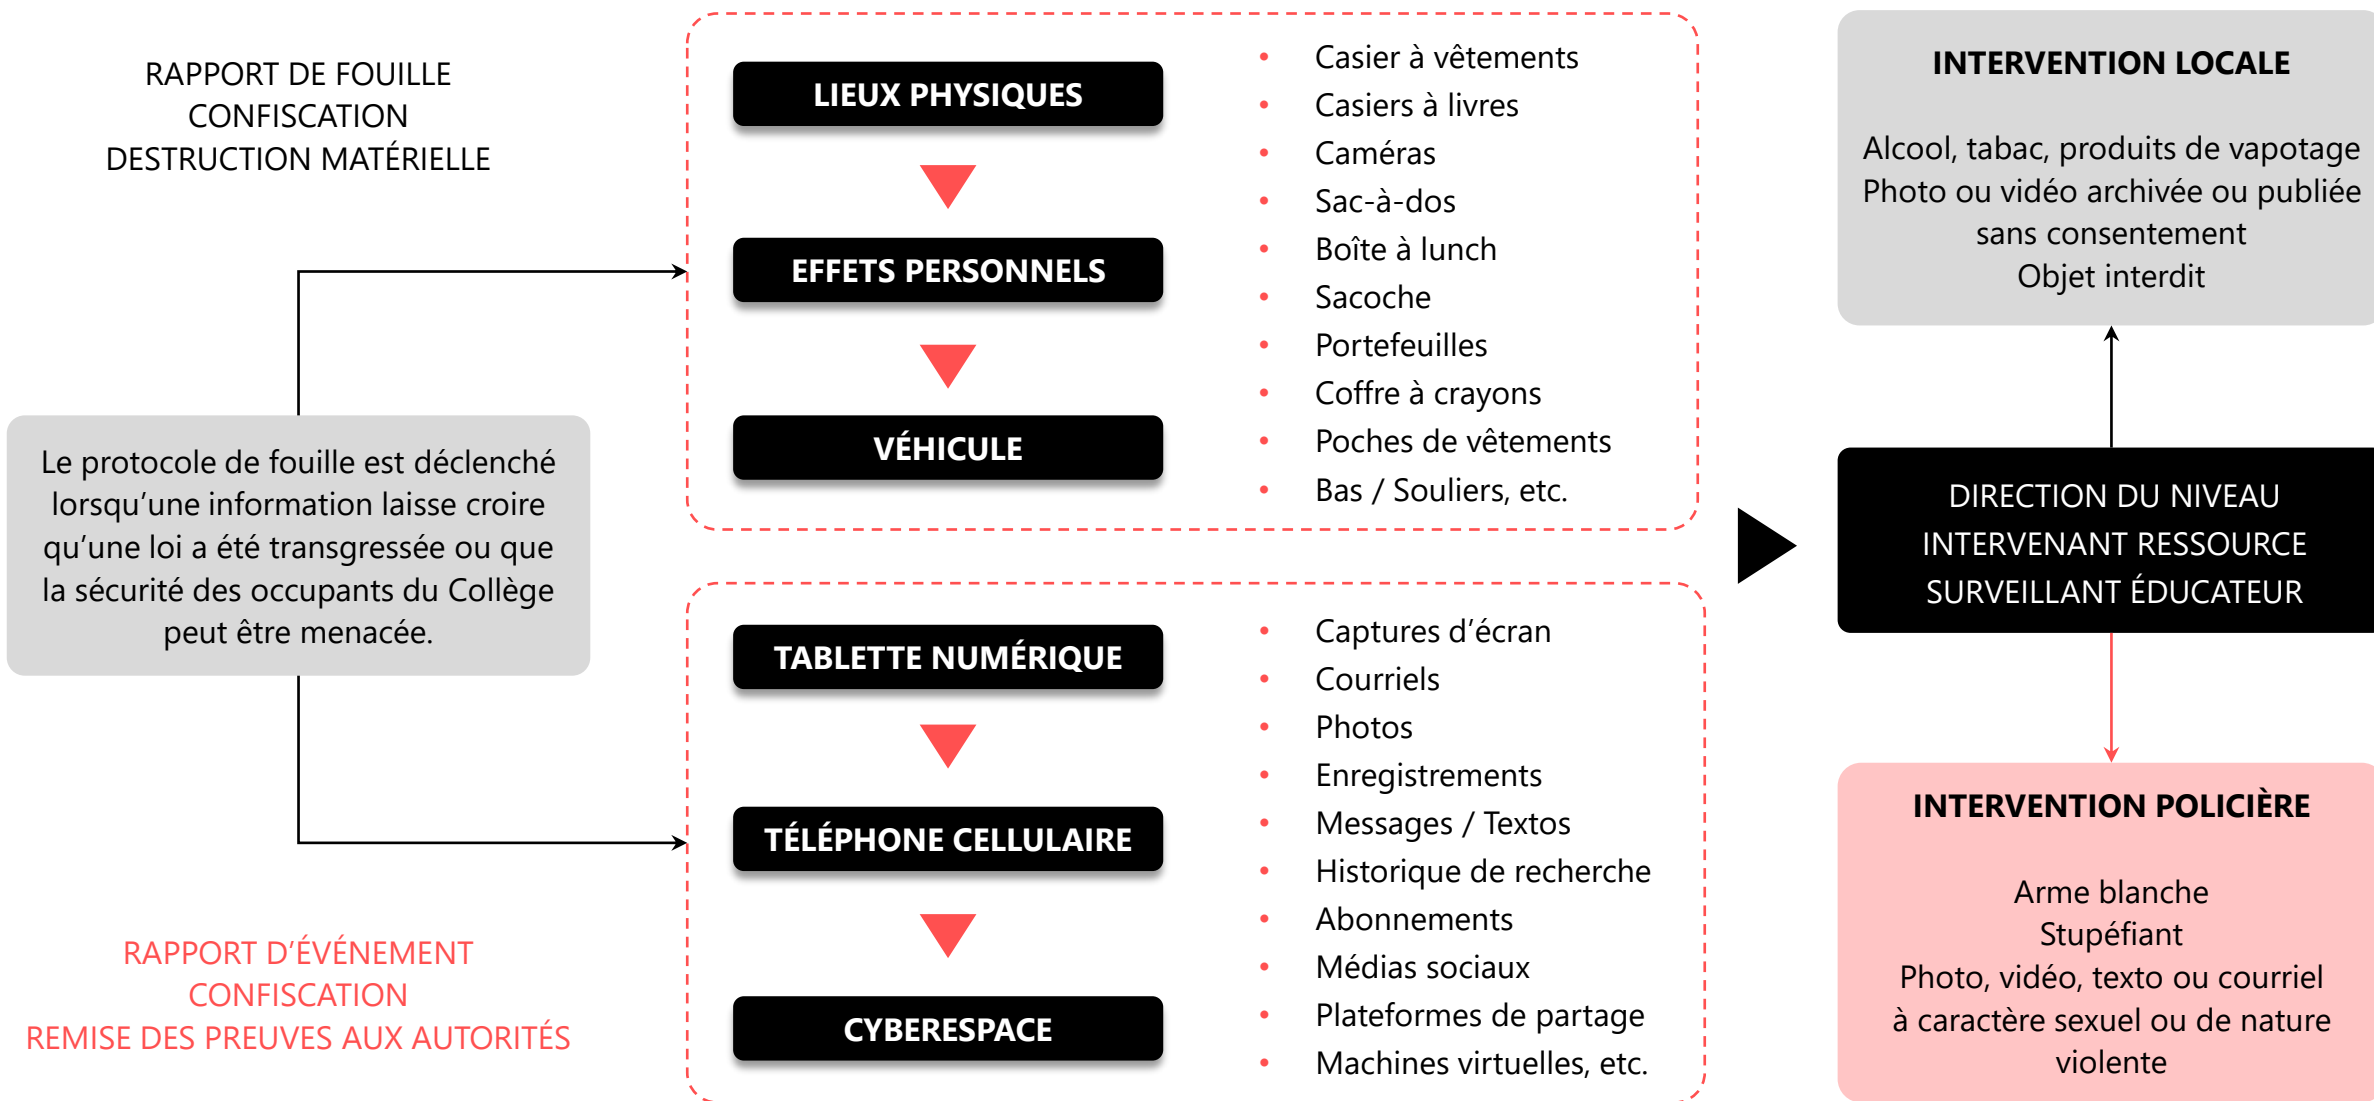 RAPPORT DE FOUILLE
CONFISCATION
DESTRUCTION MATÉRIELLE
Le protocole de fouille est déclenché
lorsqu’une information laisse croire
qu’une loi a été transgressée ou que
la sécurité des occupants du Collège
peut être menacée.
RAPPORT D’ÉVÉNEMENT
CONFISCATION
REMISE DES PREUVES AUX AUTORITÉS
LIEUX PHYSIQUES
EFFETS PERSONNELS
VÉHICULE
• Casier à vêtements
• Casiers à livres
• Caméras
• Sac-à-dos
• Boîte à lunch
• Sacoche
• Portefeuilles
• Coffre à crayons
• Poches de vêtements
• Bas / Souliers, etc.
TABLETTE NUMÉRIQUE
TÉLÉPHONE CELLULAIRE
CYBERESPACE
• Captures d’écran
• Courriels
• Photos
• Enregistrements
• Messages / Textos
• Historique de recherche
• Abonnements
• Médias sociaux
• Plateformes de partage
• Machines virtuelles, etc.
INTERVENTION LOCALE
Alcool, tabac, produits de vapotage
Photo ou vidéo archivée ou publiée
sans consentement
Objet interdit
DIRECTION DU NIVEAU
INTERVENANT RESSOURCE
SURVEILLANT ÉDUCATEUR
INTERVENTION POLICIÈRE
Arme blanche
Stupéfiant
Photo, vidéo, texto ou courriel
à caractère sexuel ou de nature
violente